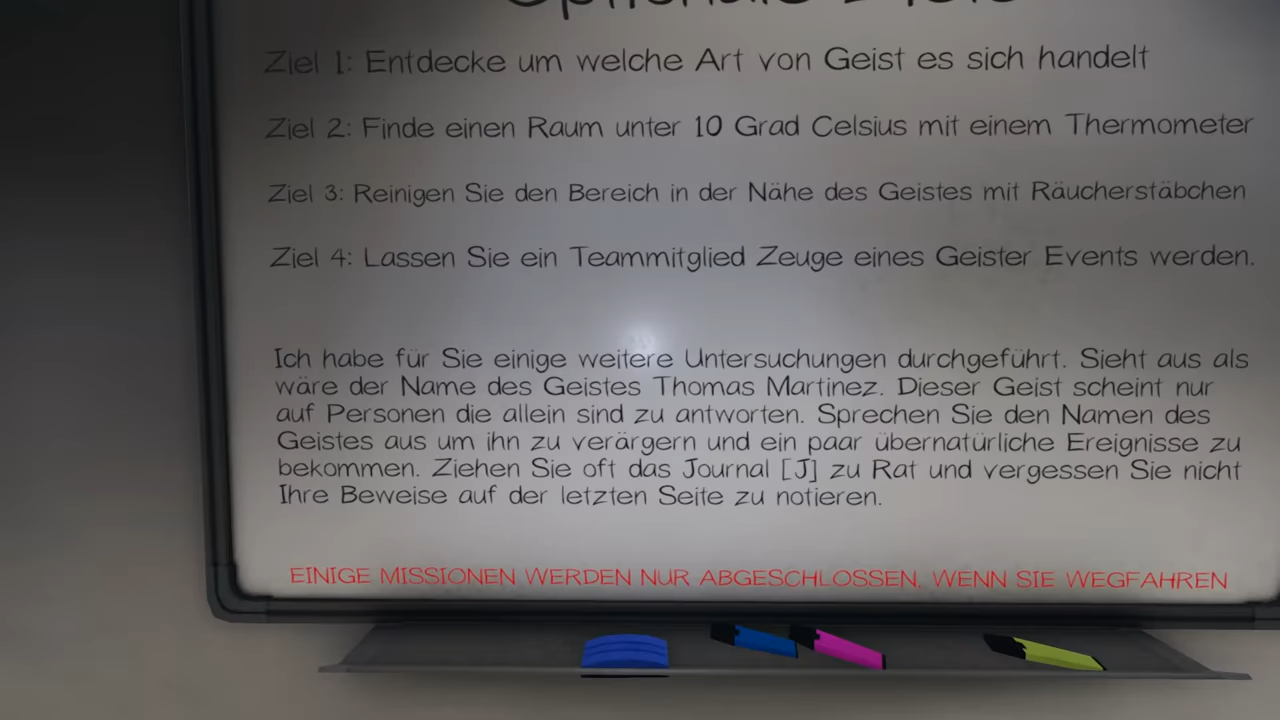 Optionale Ziele
Ziel 1: Entdecke um welche Art von Geist es sich handelt
Ziel 2: Finde einen Raum unter 10 Grad Celsius mit einem Thermometer
Ziel 3: Reinigen Sie den Bereich in der Nähe des Geistes mit Räucherstäbchen
Ziel 4: Lassen Sie ein Teammitglied Zeuge eines Geister Events werden.
Ich habe für Sie einige weitere Untersuchungen durchgeführt. Sieht aus als
wäre der Name des Geistes Thomas Martinez. Dieser Geist scheint nur
auf Personen die allein sind zu antworten. Sprechen Sie den Namen des
Geistes aus um ihn zu verärgern und ein paar übernatürliche Ereignisse zu
bekommen. Ziehen Sie oft das Journal [J] zu Rat und vergessen Sie nicht
Ihre Beweise auf der letzten Seite zu notieren.
EINIGE MISSIONEN WERDEN NUR ABGESCHLOSSEN, WENN SIE WEGFAHREN